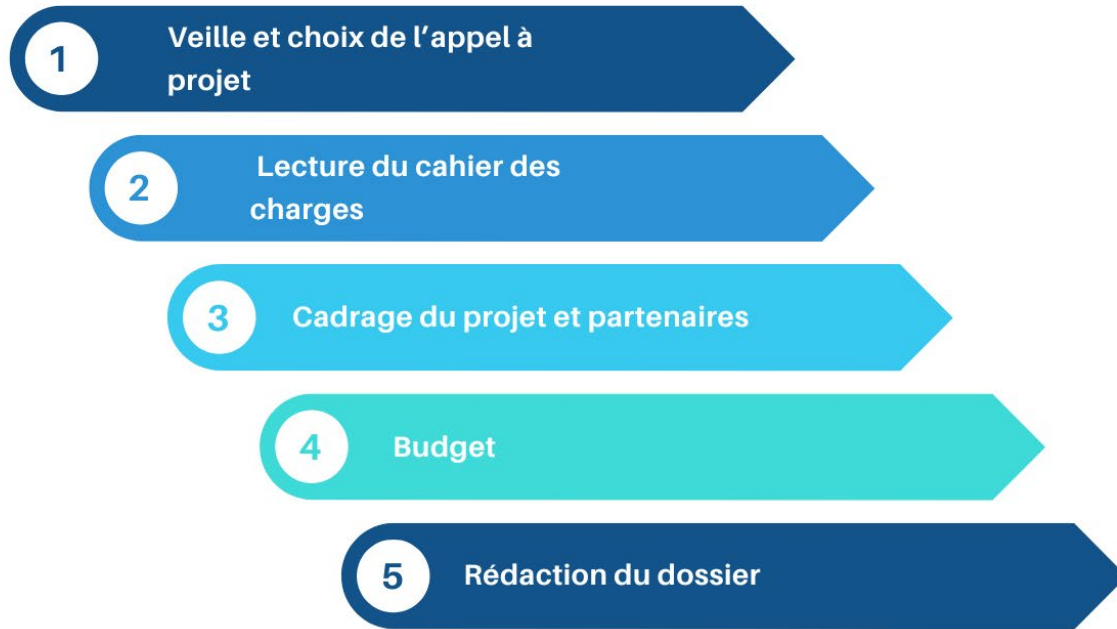 1
Veille et choix de l’appel à
projet
2
Lecture du cahier des
charges
3
Cadrage du projet et partenaires
4
Budget
5
Rédaction du dossier